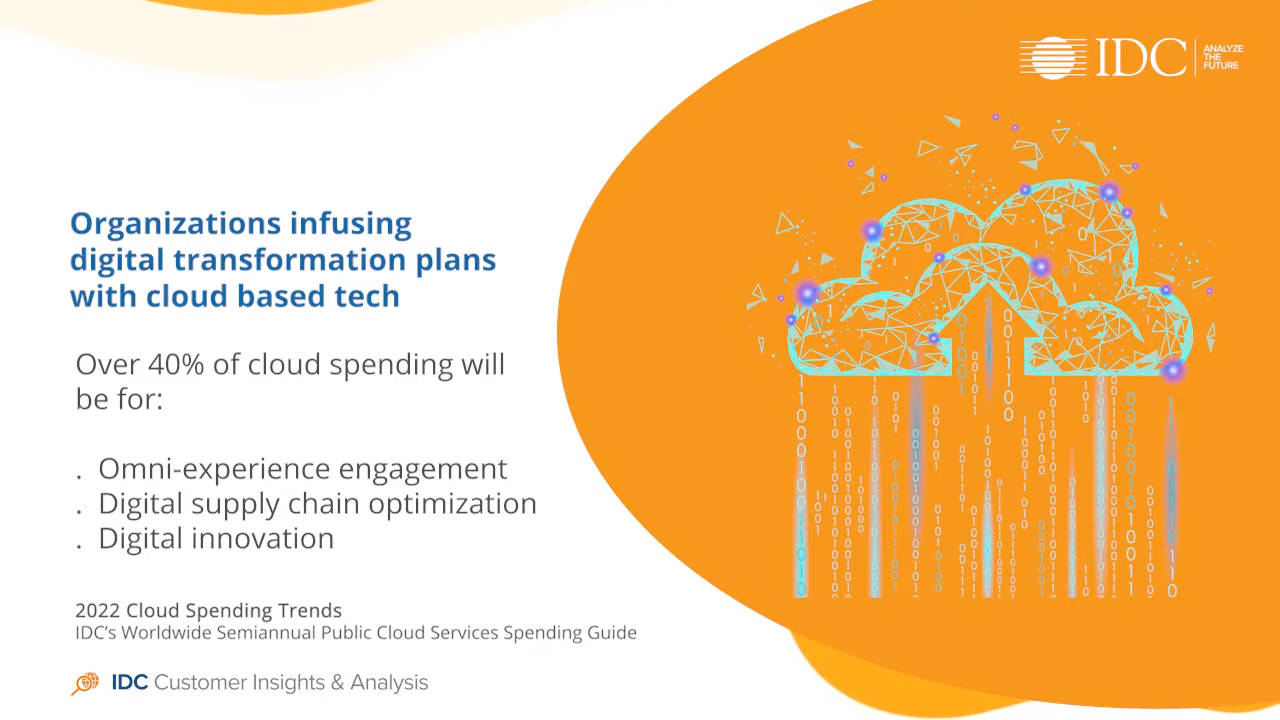 IDC
ANALYZE
THE
FUTURE
Organizations infusing
digital transformation plans
with cloud based tech
Over 40% of cloud spending will
be for:
. Omni-experience engagement
. Digital supply chain optimization
. Digital innovation
2022 Cloud Spending Trends
IDC’s Worldwide Semiannual Public Cloud Services Spending Guide
IDC Customer Insights & Analysis